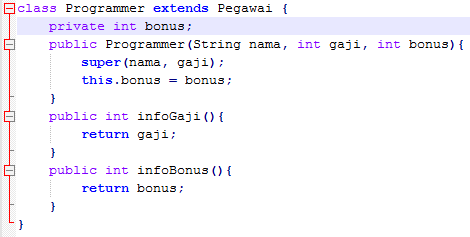 class Programmer extends Pegawai {
    private int bonus;
    public Programmer(String nama, int gaji, int bonus){
        super(nama, gaji);
        this.bonus = bonus;
    }
    public int infoGaji(){
        return gaji;
    }
    public int infoBonus(){
        return bonus;
    }
}